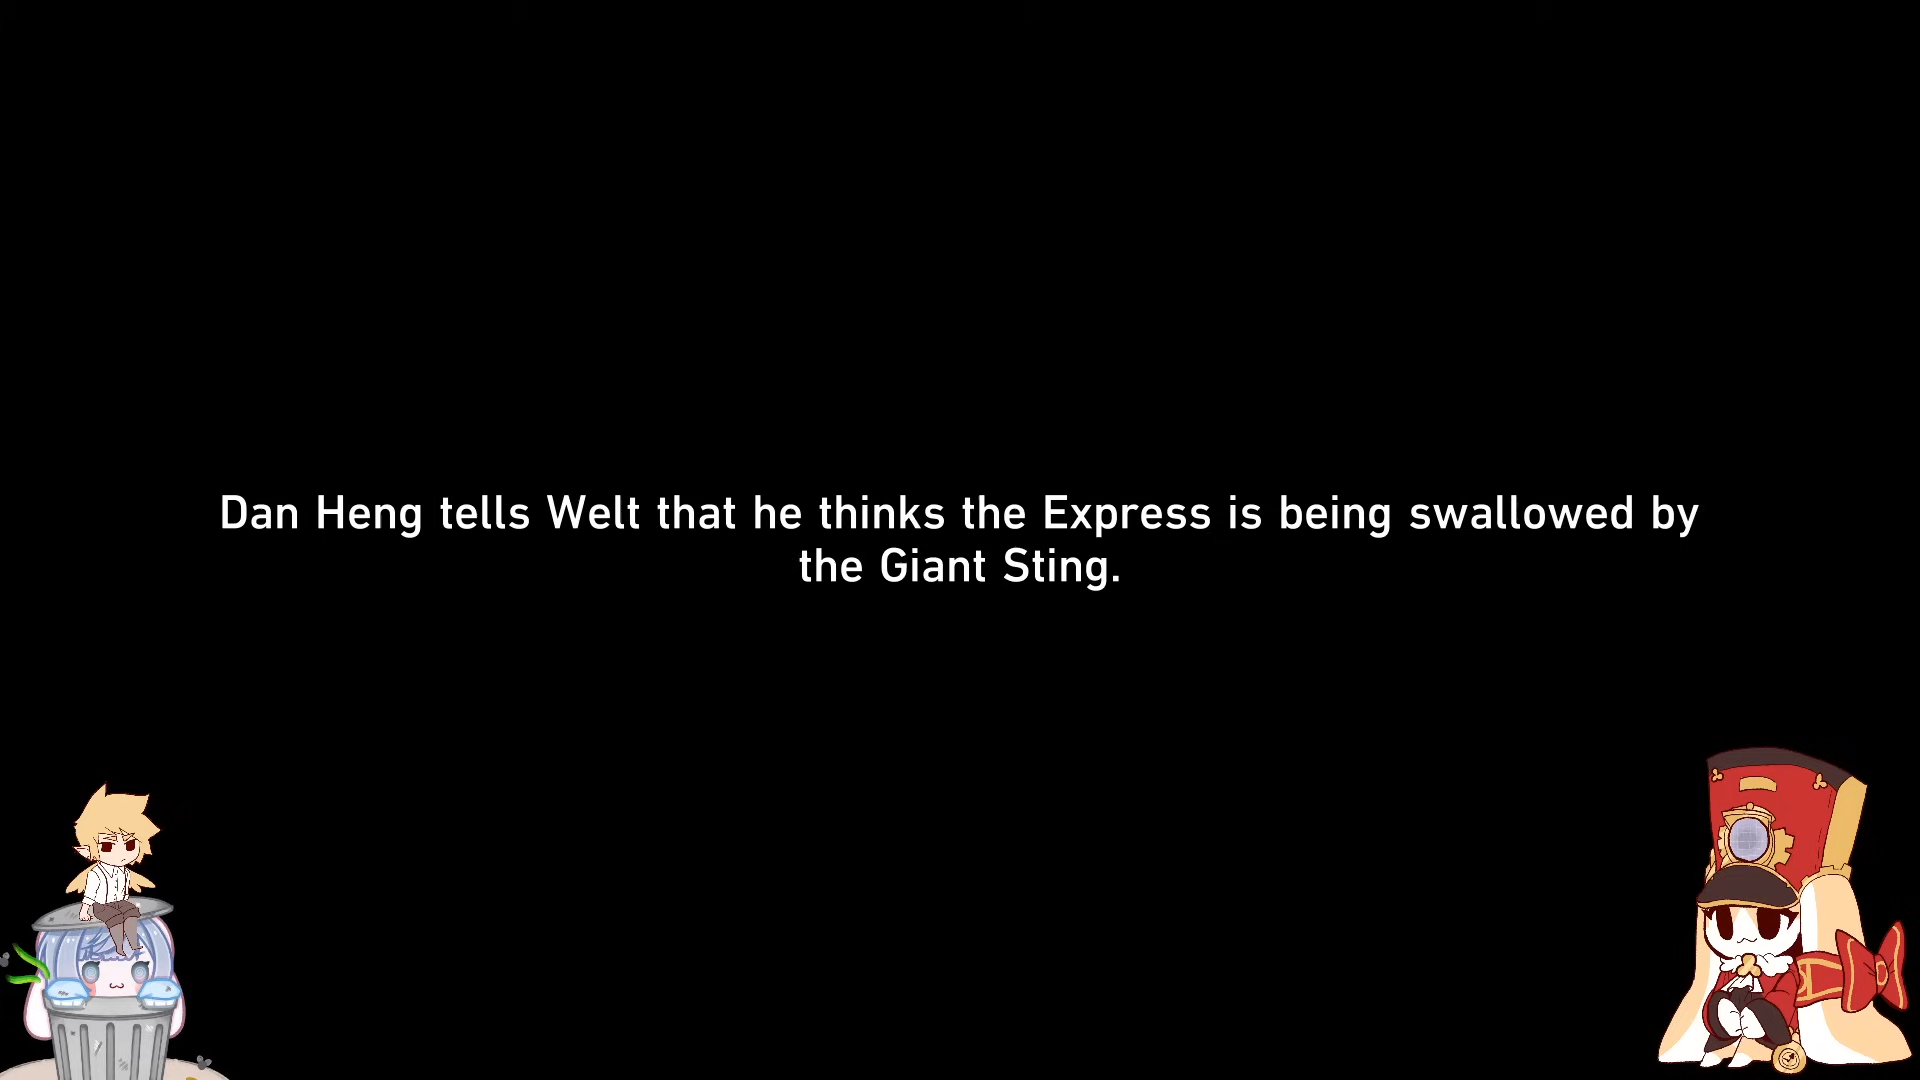 Dan Heng tells Welt that he thinks the Express is being swallowed by
the Giant Sting.